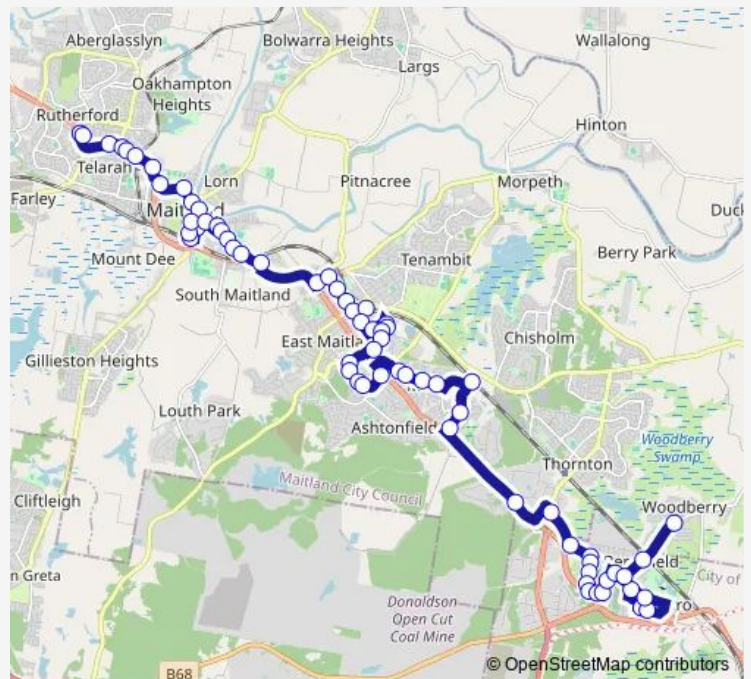 Aberglasslyn
Bolwarra Heights
Wallalong
Largs
Oakhampton
Heights
Rutherford
Hinton
Telarah
Lorn
Pitnacree
Morpeth
Farley
Duc
Mount Dee
Tenambit
Berry Park
South Maitland
East Maitla
Chisholm
Gillieston Heights
Louth Park
Ashtonfield
Woodberry
Swamp
Thornton
Maitland City Council
Cliftleigh
Woodberry
n Greta
field
City of
Donaldson
Open Cut
Coal Mine
B68
© OpenStreetMap contributors